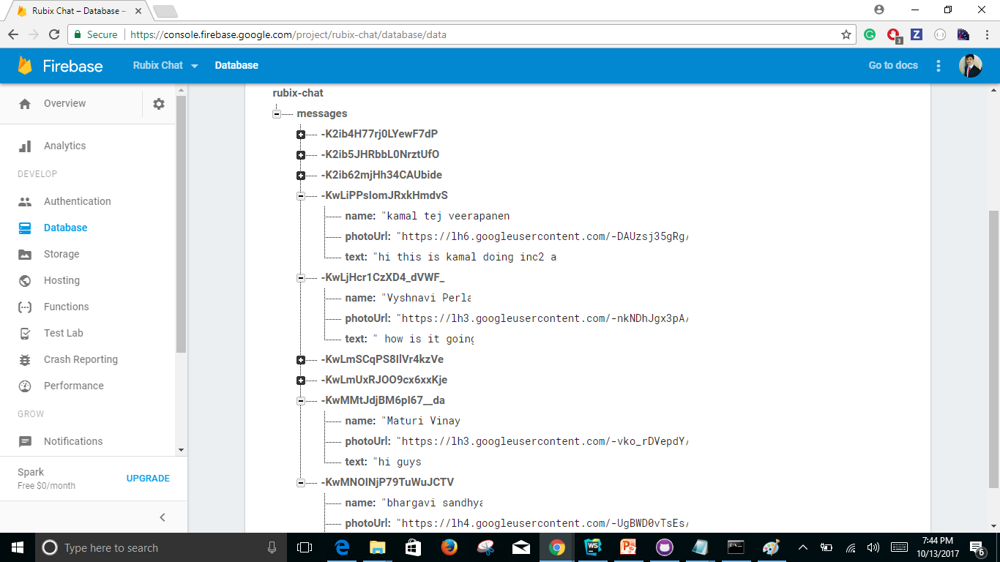 Rubix Chat – Database –
Secure https://console.firebase.google.com/project/rubix-chat/database/data
3
Firebase Rubix Chat Database Go to docs
Overview
Analytics
DEVELOP
Authentication
Database
Storage
Hosting
Functions
Test Lab
Crash Reporting
Performance
GROW
Notifications
Spark
Free $0/month
UPGRADE
rubix-chat
messages
-K2ib4H77rj0LYewF7dP
-K2ib5JHRbbL0NrztUfO
-K2ib62mjHh34CAUbide
-KwLiPPsIomJRxkHmdvS
name: "kamal tej veerapanen
photoUrl: "https://lh6.googleusercontent.com/-DAUzsj35gRg/
text: "hi this is kamal doing inc2 a
-KwLjHcr1CzXD4_dVWF_
name: "Vyshnavi Perla
photoUrl: "https://lh3.googleusercontent.com/-nkNDhJgx3pA/
text: " how is it going
-KwLmSCqPS8IlVr4kzVe
-KwLmUxRJOO9cx6xxKje
-KwMMtJdjBM6pI67__da
name: "Maturi Vinay
photoUrl: "https://lh3.googleusercontent.com/-vko_rDVepdY/
text: "hi guys
-KwMNOINjP79TuWuJCTV
name: "bhargavi sandhya
photoUrl: "https://lh4.googleusercontent.com/-UgBWD0vTsEs/
Type here to search
7:44 PM
10/13/2017
6